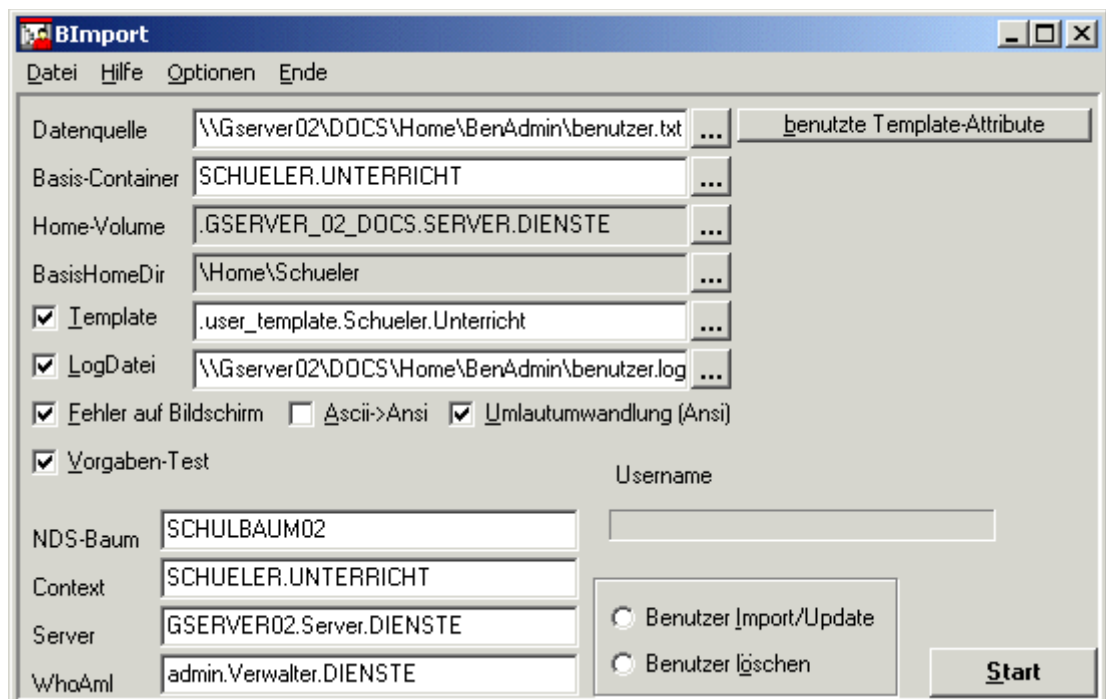 BImport
Datei Hilfe Optionen Ende
Datenquelle \\Gserver02\DOCS\Home\BenAdmin\benutzer.txt ... benutzte Template-Attribute
Basis-Container SCHUELER.UNTERRICHT ...
Home-Volume .GSERVER_02_DOCS.SERVER.DIENSTE ...
BasisHomeDir \Home\Schueler ...
Template .user_template.Schueler.Unterricht ...
LogDatei \\Gserver02\DOCS\Home\BenAdmin\benutzer.log ...
Fehler auf Bildschirm Ascii->Ansi Umlautumwandlung (Ansi)
Vorgaben-Test
Username
NDS-Baum SCHULBAUM02
Context SCHUELER.UNTERRICHT
Server GSERVER02.Server.DIENSTE
Benutzer Import/Update
WhoAmI admin.Verwalter.DIENSTE
Benutzer löschen
Start